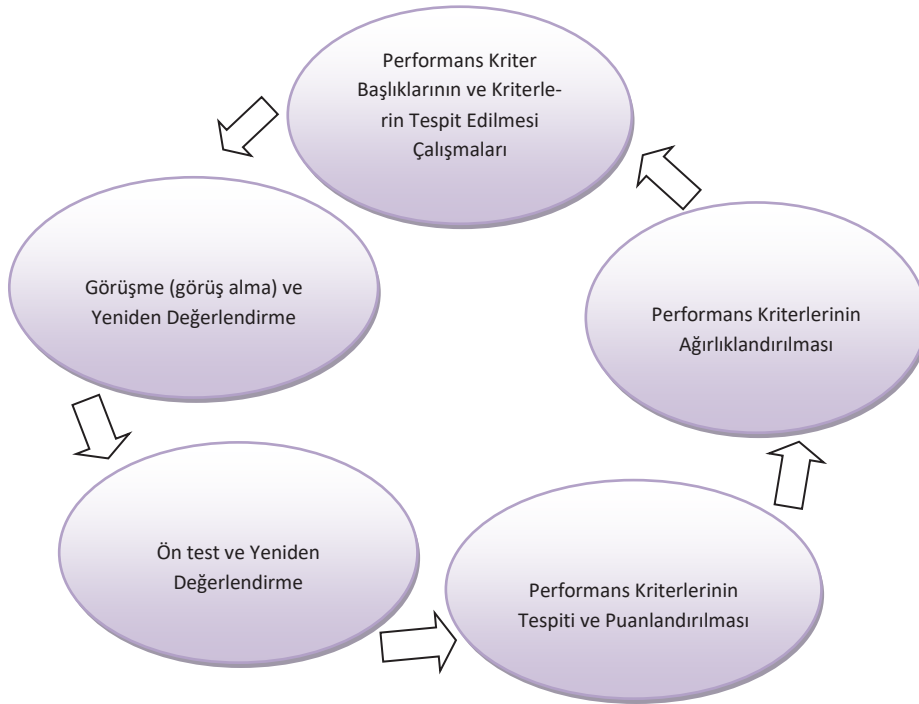 Performans Kriter
Başlıklarının ve Kriterle-
rin Tespit Edilmesi
Çalışmaları
Görüşme (görüş alma) ve
Yeniden Değerlendirme
Ön test ve Yeniden
Değerlendirme
Performans Kriterlerinin
Tespiti ve Puanlandırılması
Performans Kriterlerinin
Ağırlıklandırılması